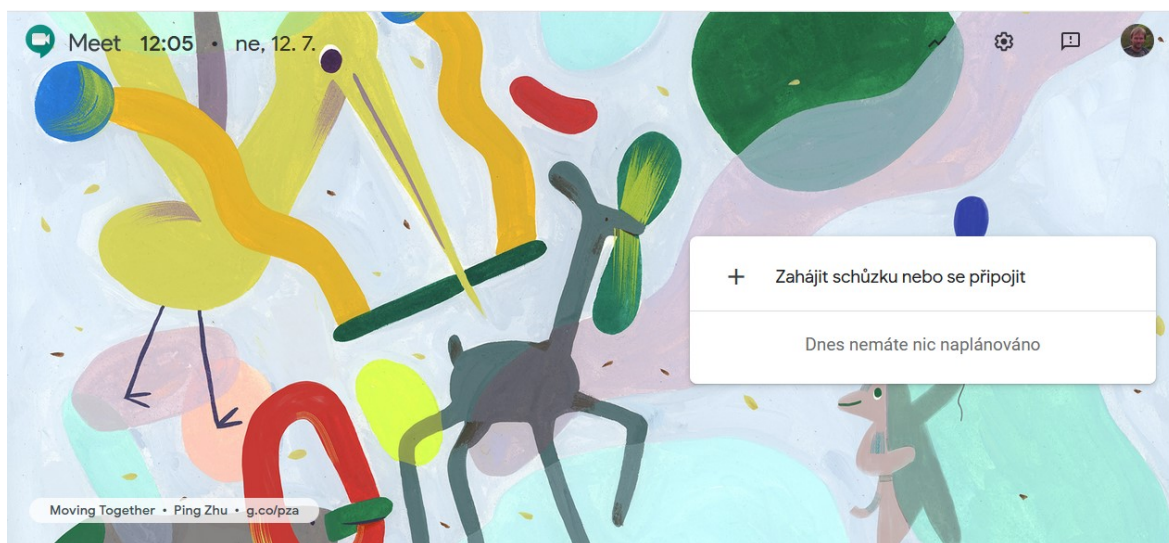 Meet 12:05 • ne, 12. 7.
Zahájit schůzku nebo se připojit
Dnes nemáte nic naplánováno
Moving Together • Ping Zhu • g.co/pza